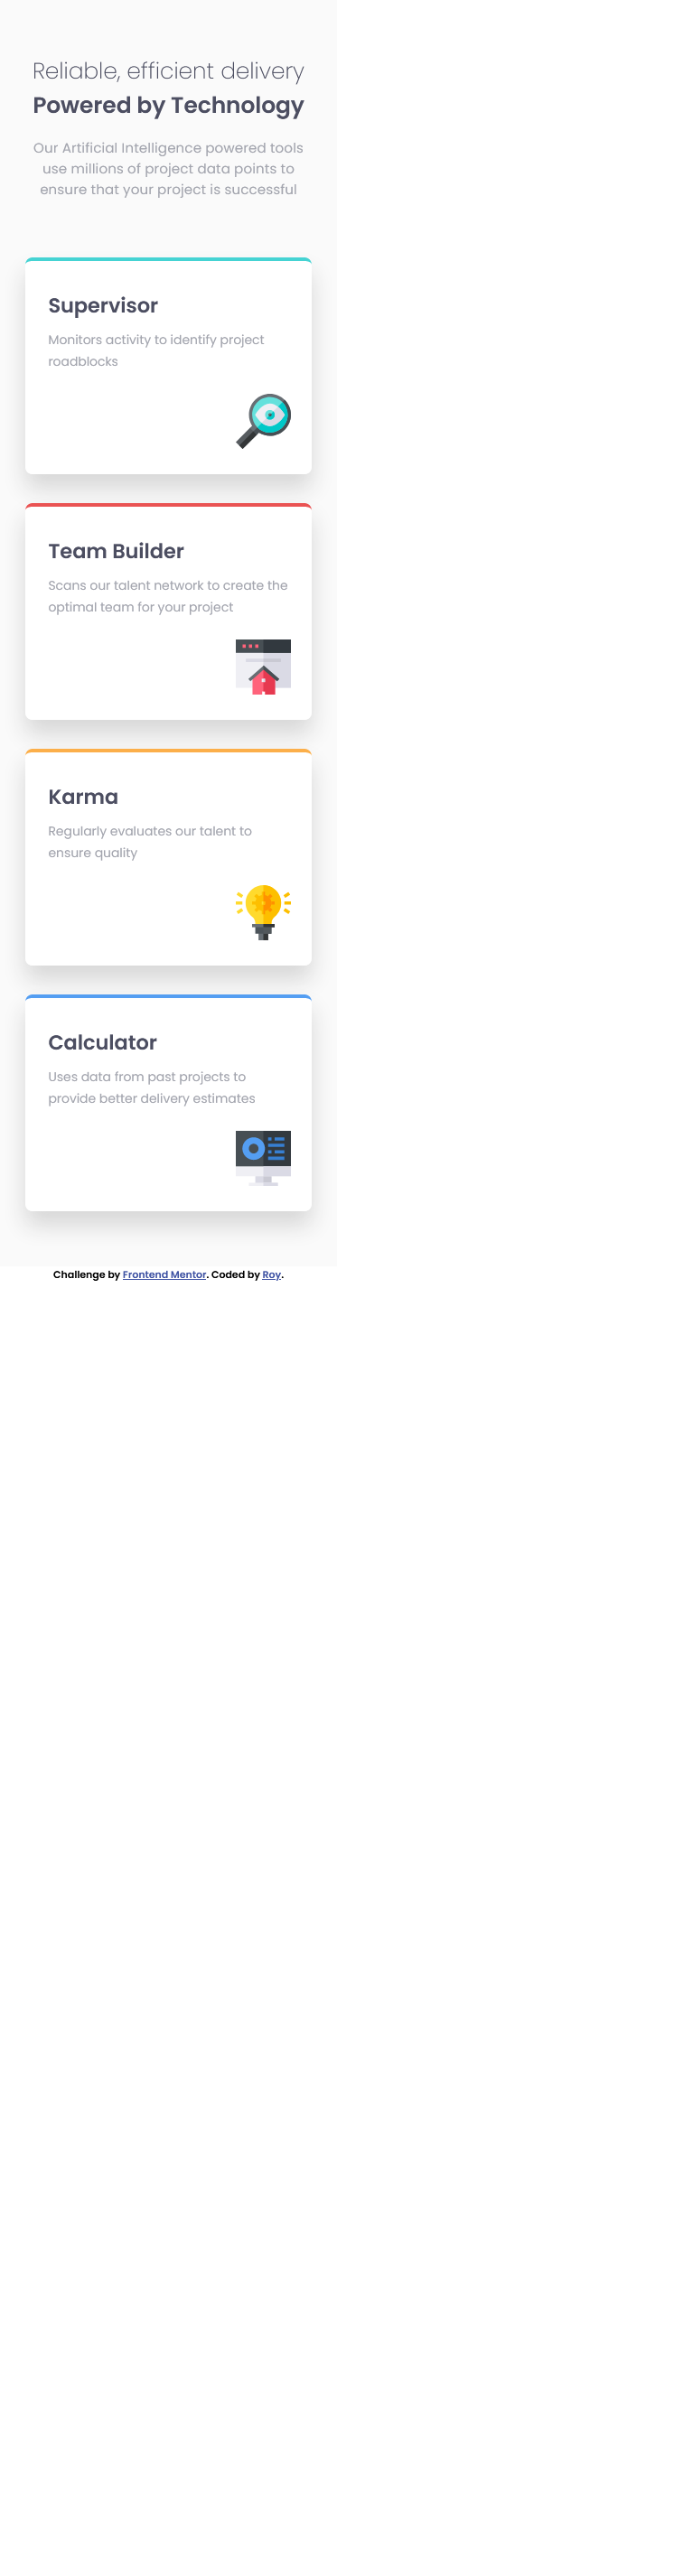 Reliable, efficient delivery
Powered by Technology
Our Artificial Intelligence powered tools
use millions of project data points to
ensure that your project is successful
Supervisor
Monitors activity to identify project
roadblocks
Team Builder
Scans our talent network to create the
optimal team for your project
Karma
Regularly evaluates our talent to
ensure quality
Calculator
Uses data from past projects to
provide better delivery estimates
Challenge by Frontend Mentor. Coded by Roy.